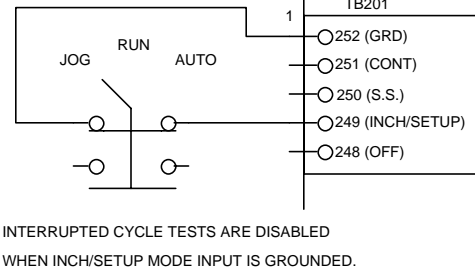 TB201
1
252 (GRD)
RUN
JOG
AUTO
251 (CONT)
250 (S.S.)
249 (INCH/SETUP)
248 (OFF)
INTERRUPTED CYCLE TESTS ARE DISABLED
WHEN INCH/SETUP MODE INPUT IS GROUNDED.